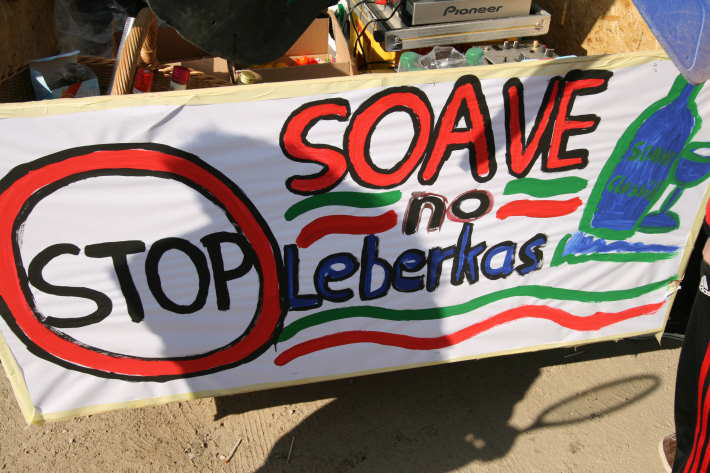 Pioneer
SOAVE
no
STOP
Leberkas